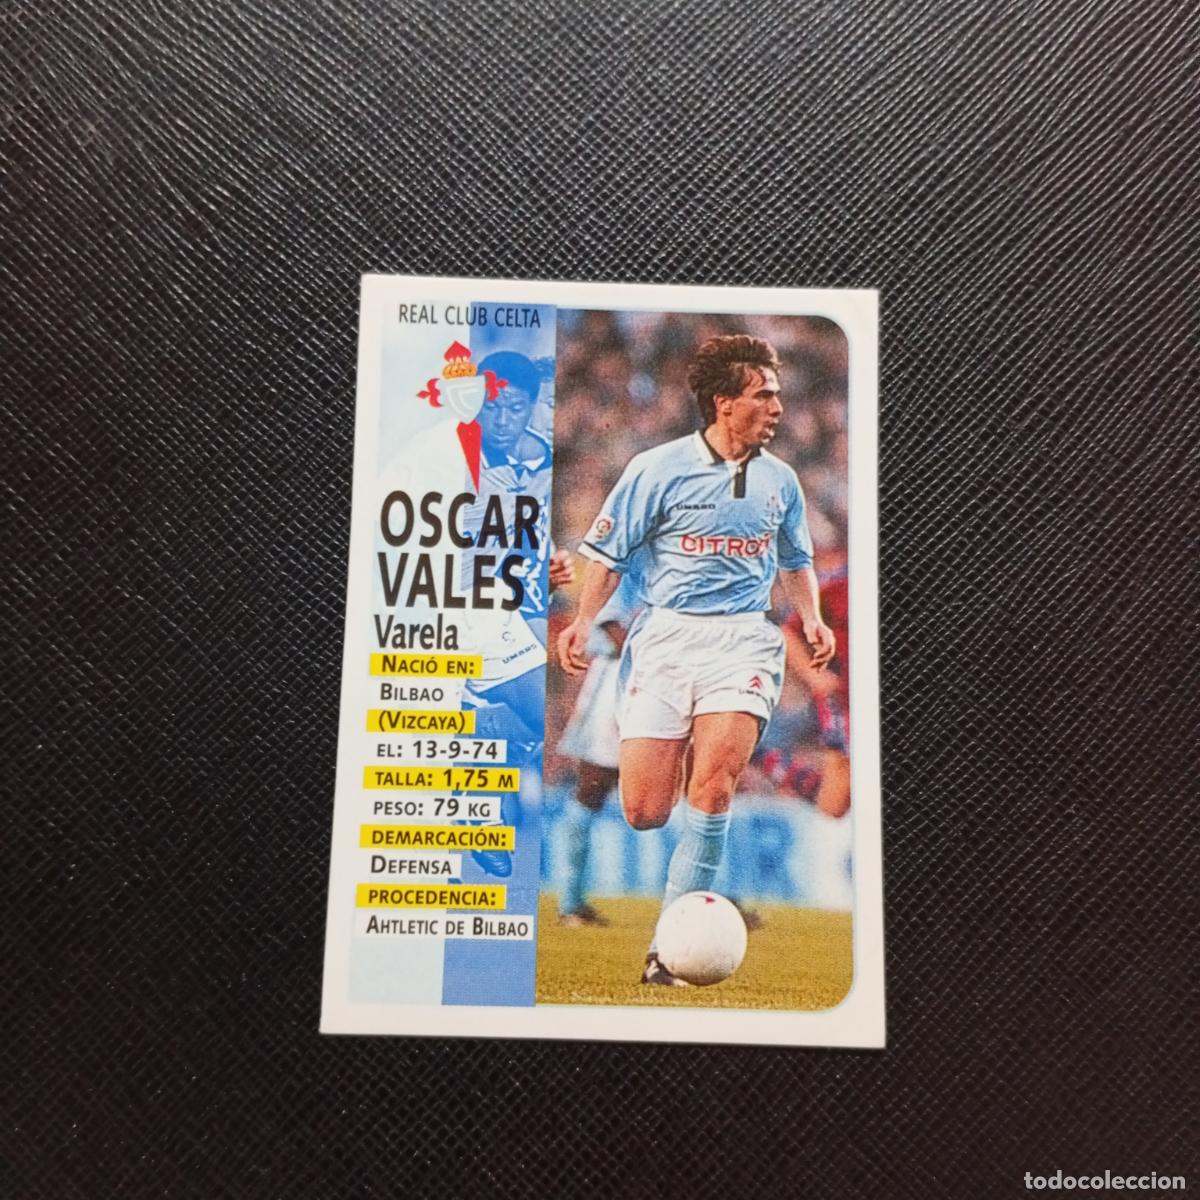 REAL CLUB CELTA
OSCAR
VALES
Varela
NACIÓ EN:
BILBAO
(VIZCAYA)
EL: 13-9-74
TALLA: 1,75 M
PESO: 79 KG
DEMARCACIÓN:
DEFENSA
PROCEDENCIA:
AHTLETIC DE BILBAO
UMBRO
CITROË
UMBRO
todocoleccion